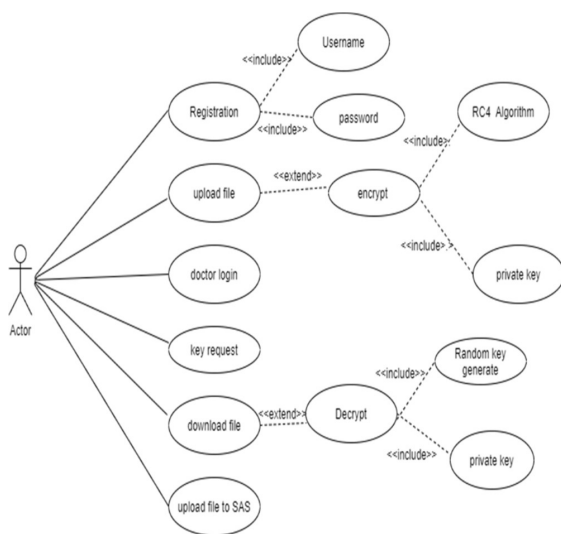 Username
<<include>>
Registration
password
<<include>>
RC4 Algorithm
<<include>>
upload file
<<extend>>
encrypt
<<include>>
private key
doctor login
Actor
key request
Random key
generate
<<include>>
download file
<<extend>>
Decrypt
<<include>>
private key
upload file to SAS